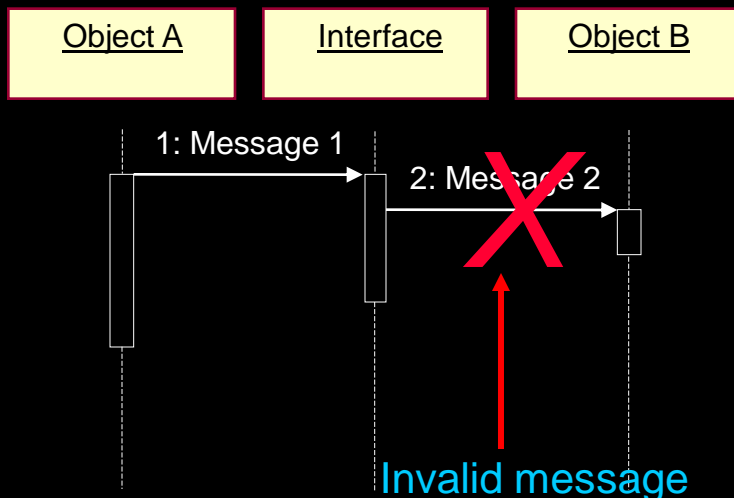 Object A
Interface
Object B
1: Message 1
2: Message 2
Invalid message